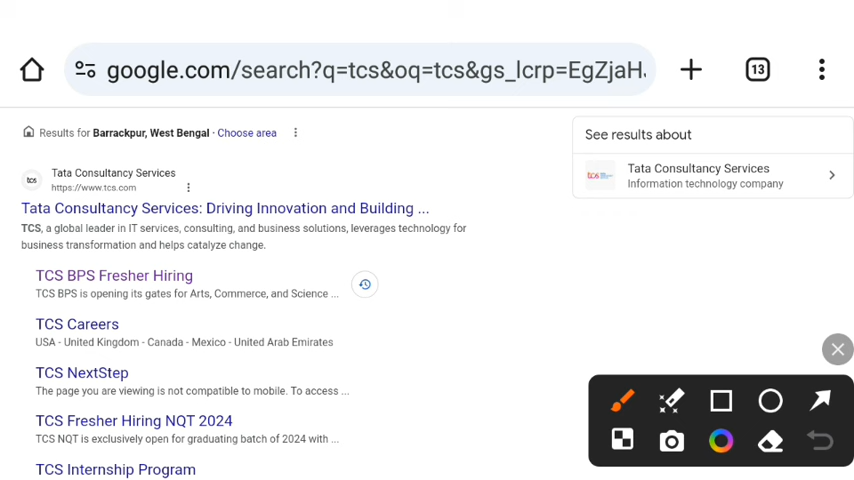 google.com/search?q=tcs&oq=tcs&gs_lcrp=EgZjaHJ
13
Results for Barrackpur, West Bengal · Choose area
See results about
Tata Consultancy Services
Information technology company
tcs
Tata Consultancy Services
https://www.tcs.com
Tata Consultancy Services: Driving Innovation and Building ...
TCS, a global leader in IT services, consulting, and business solutions, leverages technology for
business transformation and helps catalyze change.
TCS BPS Fresher Hiring
TCS BPS is opening its gates for Arts, Commerce, and Science ...
TCS Careers
USA - United Kingdom - Canada - Mexico - United Arab Emirates
TCS NextStep
The page you are viewing is not compatible to mobile. To access ...
TCS Fresher Hiring NQT 2024
TCS NQT is exclusively open for graduating batch of 2024 with ...
TCS Internship Program